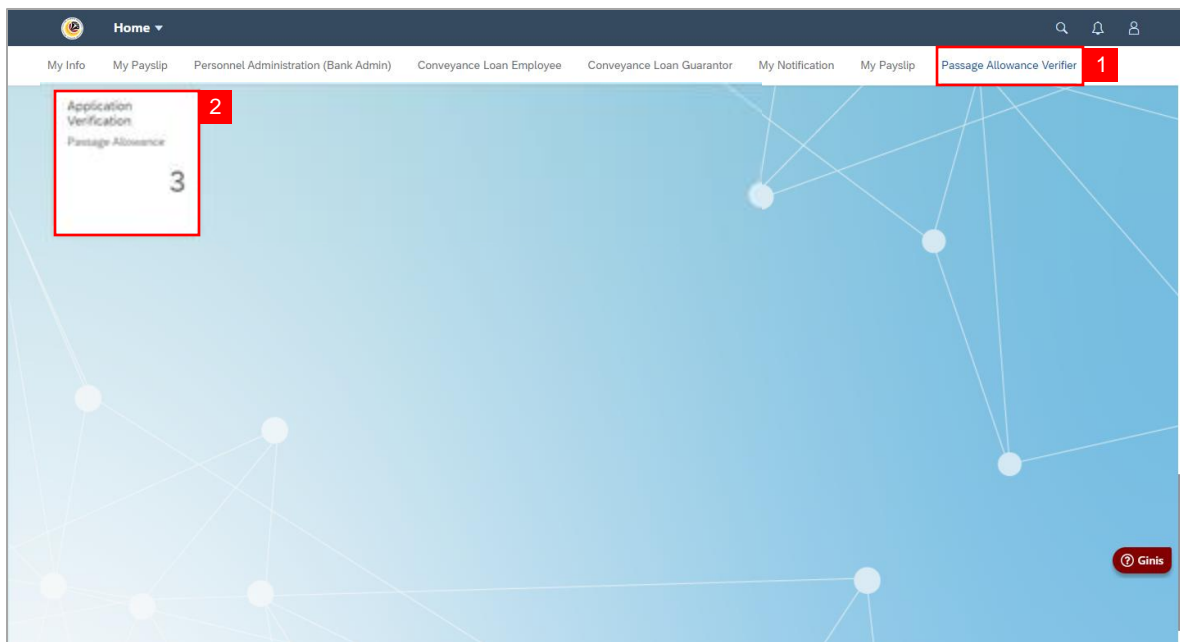 Home
My Info My Payslip Personnel Administration (Bank Admin) Conveyance Loan Employee Conveyance Loan Guarantor My Notification My Payslip Passage Allowance Verifier 1
Application
Verification
2
Passage Allowance
3
? Ginis